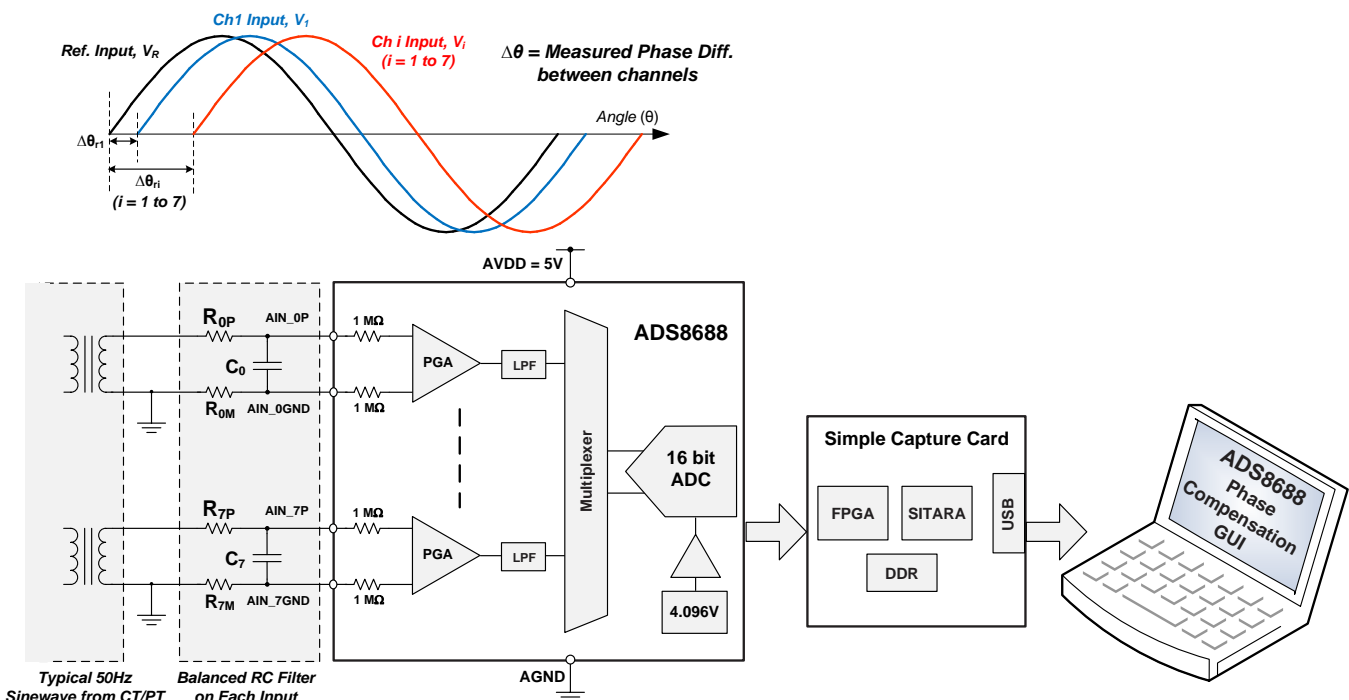 Ch1 Input, V1
Ref. Input, VR
Ch i Input, Vi
(i = 1 to 7)
Δθ = Measured Phase Diff.
between channels
Angle (θ)
Δθr1
Δθri
(i = 1 to 7)
AVDD = 5V
R0P
AIN_0P
1 MΩ
ADS8688
C0
PGA
LPF
R0M
AIN_0GND
1 MΩ
Multiplexer
16 bit
ADC
Simple Capture Card
FPGA
SITARA
USB
DDR
ADS8688
Phase
Compensation
GUI
R7P
AIN_7P
1 MΩ
C7
PGA
LPF
R7M
AIN_7GND
1 MΩ
4.096V
AGND
Typical 50Hz
Sinewave from CT/PT
Balanced RC Filter
on Each Input